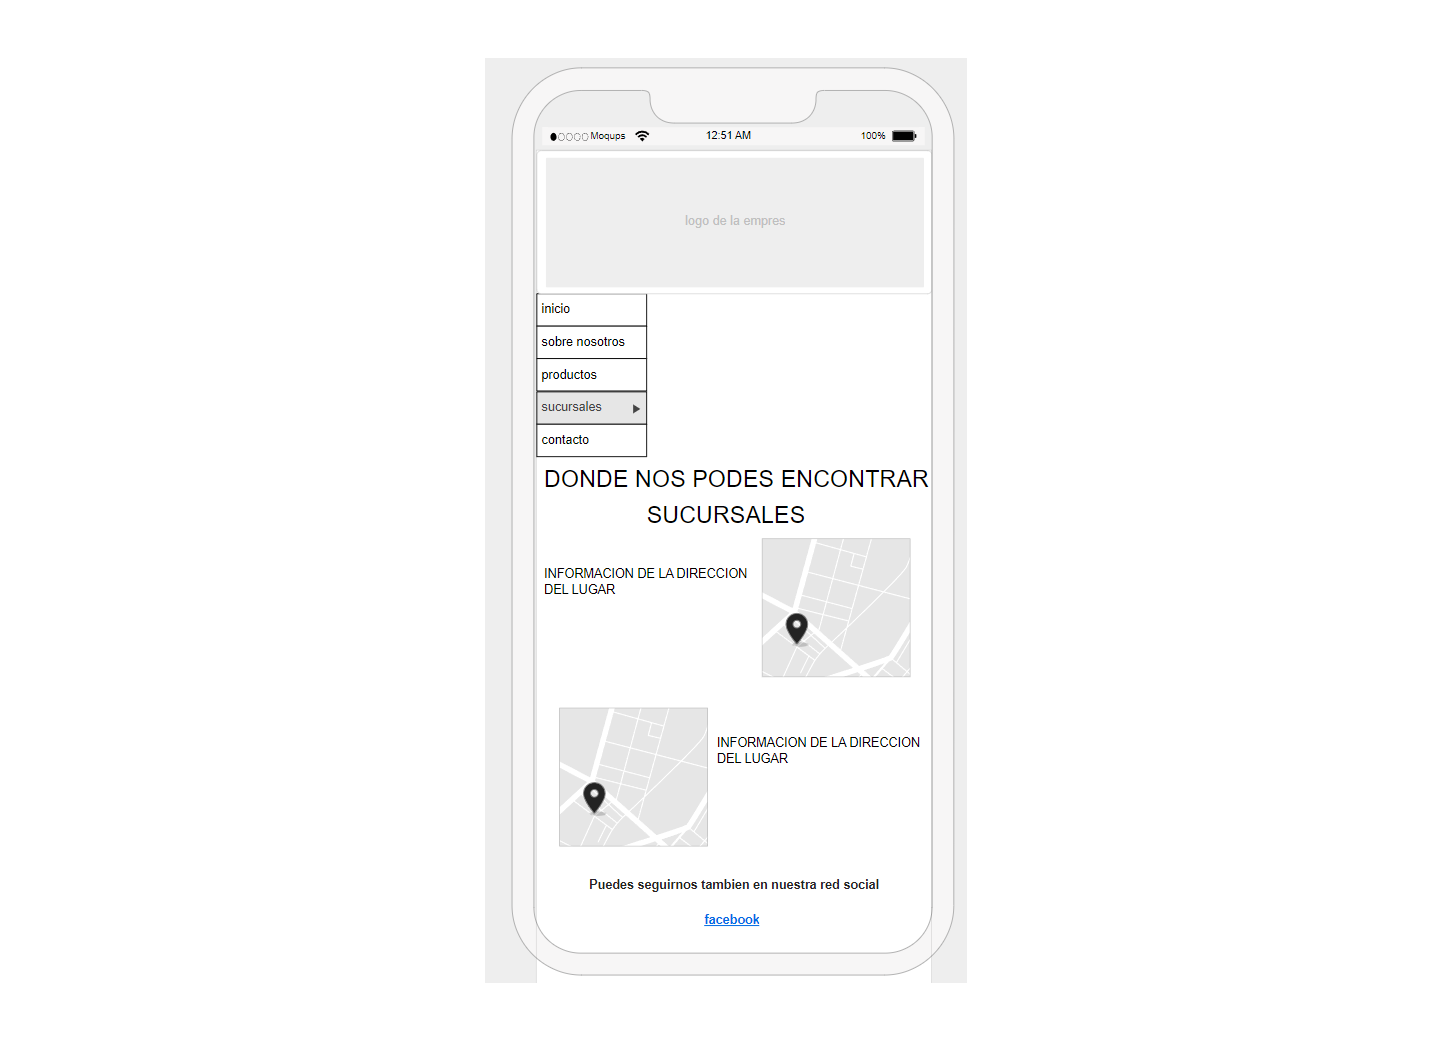 Moqups 12:51 AM 100%
logo de la empres
inicio
sobre nosotros
productos
sucursales
contacto
DONDE NOS PODES ENCONTRAR
SUCURSALES
INFORMACION DE LA DIRECCION
DEL LUGAR
INFORMACION DE LA DIRECCION
DEL LUGAR
Puedes seguirnos tambien en nuestra red social
facebook